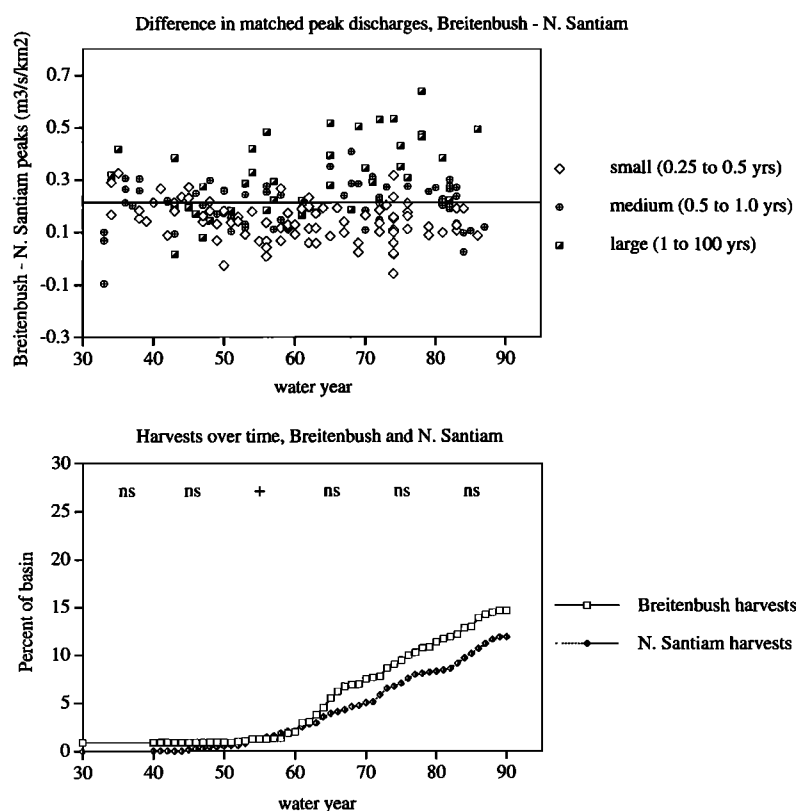 Difference in matched peak discharges, Breitenbush - N. Santiam
Breitenbush - N. Santiam peaks (m3/s/km2)
0.7
0.5
0.3
0.1
-0.1
-0.3
30 40 50 60 70 80 90
water year
small (0.25 to 0.5 yrs)
medium (0.5 to 1.0 yrs)
large (1 to 100 yrs)
Harvests over time, Breitenbush and N. Santiam
Percent of basin
30
25
20
15
10
5
0
ns ns + ns ns ns
30 40 50 60 70 80 90
water year
Breitenbush harvests
N. Santiam harvests